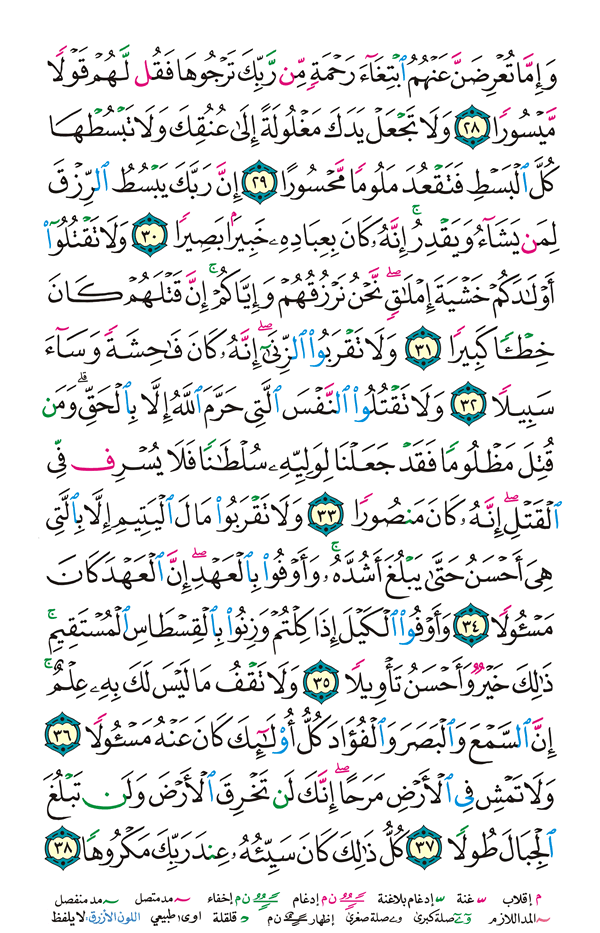 وَإِمَّا تُعْرِضَنَّ عَنْهُمُ ٱبْتِغَآءَ رَحْمَةٍ مِّن رَّبِّكَ تَرْجُوهَا فَقُل لَّهُمْ قَوْلًا
مَّيْسُورًا ٢٨ وَلَا تَجْعَلْ يَدَكَ مَغْلُولَةً إِلَىٰ عُنُقِكَ وَلَا تَبْسُطْهَا
كُلَّ ٱلْبَسْطِ فَتَقْعُدَ مَلُومًا مَّحْسُورًا ٢٩ إِنَّ رَبَّكَ يَبْسُطُ ٱلرِّزْقَ
لِمَن يَشَآءُ وَيَقْدِرُ ۚ إِنَّهُۥ كَانَ بِعِبَادِهِۦ خَبِيرًۢا بَصِيرًا ٣٠ وَلَا تَقْتُلُوٓا۟
أَوْلَٰدَكُمْ خَشْيَةَ إِمْلَٰقٍ ۖ نَّحْنُ نَرْزُقُهُمْ وَإِيَّاكُمْ ۚ إِنَّ قَتْلَهُمْ كَانَ
خِطْـًٔا كَبِيرًا ٣١ وَلَا تَقْرَبُوا۟ ٱلزِّنَىٰٓ ۖ إِنَّهُۥ كَانَ فَٰحِشَةً وَسَآءَ
سَبِيلًا ٣٢ وَلَا تَقْتُلُوا۟ ٱلنَّفْسَ ٱلَّتِى حَرَّمَ ٱللَّهُ إِلَّا بِٱلْحَقِّ ۗ وَمَن
قُتِلَ مَظْلُومًا فَقَدْ جَعَلْنَا لِوَلِيِّهِۦ سُلْطَٰنًا فَلَا يُسْرِف فِّى
ٱلْقَتْلِ ۖ إِنَّهُۥ كَانَ مَنصُورًا ٣٣ وَلَا تَقْرَبُوا۟ مَالَ ٱلْيَتِيمِ إِلَّا بِٱلَّتِى
هِىَ أَحْسَنُ حَتَّىٰ يَبْلُغَ أَشُدَّهُۥ ۚ وَأَوْفُوا۟ بِٱلْعَهْدِ ۖ إِنَّ ٱلْعَهْدَ كَانَ
مَسْـُٔولًا ٣٤ وَأَوْفُوا۟ ٱلْكَيْلَ إِذَا كِلْتُمْ وَزِنُوا۟ بِٱلْقِسْطَاسِ ٱلْمُسْتَقِيمِ ۚ
ذَٰلِكَ خَيْرٌ وَأَحْسَنُ تَأْوِيلًا ٣٥ وَلَا تَقْفُ مَا لَيْسَ لَكَ بِهِۦ عِلْمٌ ۚ
إِنَّ ٱلسَّمْعَ وَٱلْبَصَرَ وَٱلْفُؤَادَ كُلُّ أُو۟لَٰٓئِكَ كَانَ عَنْهُ مَسْـُٔولًا ٣٦
وَلَا تَمْشِ فِى ٱلْأَرْضِ مَرَحًا ۖ إِنَّكَ لَن تَخْرِقَ ٱلْأَرْضَ وَلَن تَبْلُغَ
ٱلْجِبَالَ طُولًا ٣٧ كُلُّ ذَٰلِكَ كَانَ سَيِّئُهُۥ عِندَ رَبِّكَ مَكْرُوهًا ٣٨
م إقلاب س غنة س إدغام بلاغنة ن م إدغام ن م إخفاء مد متصل مد منفصل
المد اللازم صلة كبرى و ے صلة صغرى إظهار ن م د قلقلة اوى طبيعي اللون الأزرق: لا يلفظ